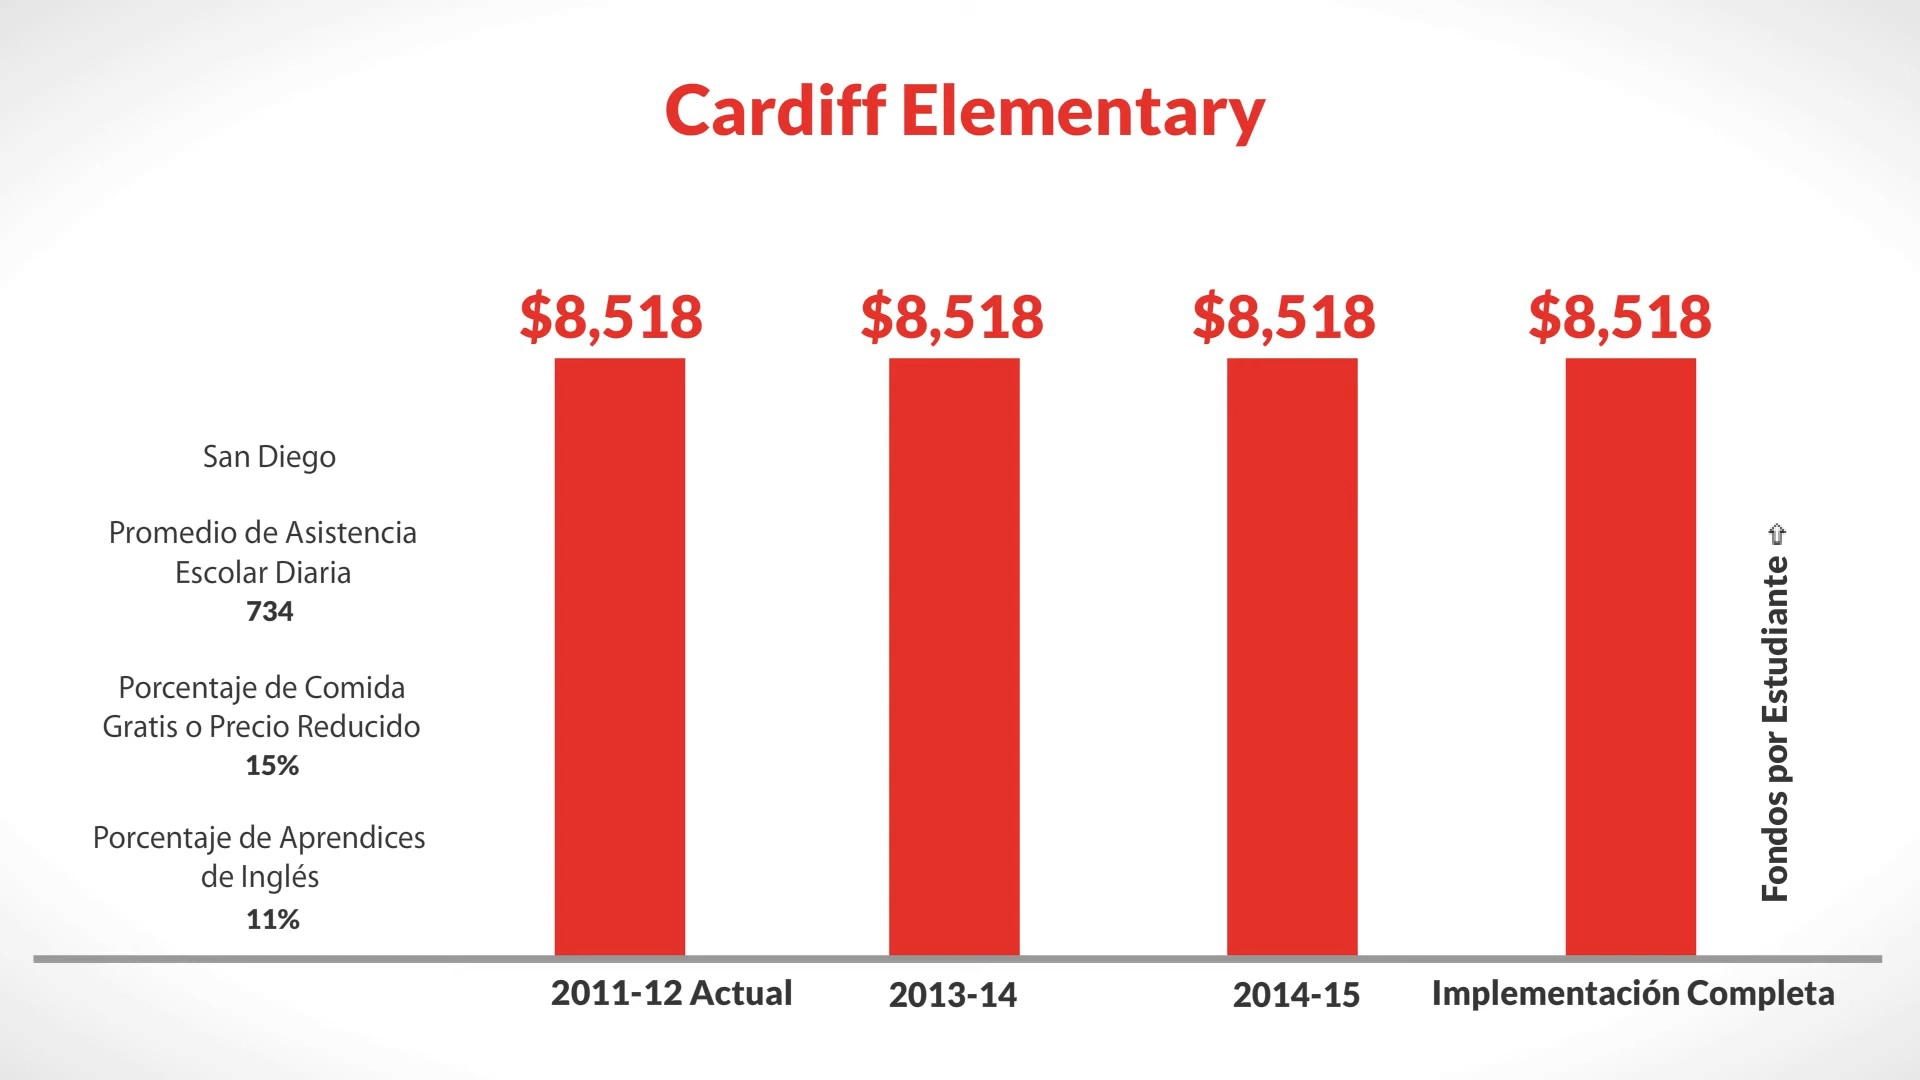 Cardiff Elementary
$8,518
$8,518
$8,518
$8,518
San Diego
Promedio de Asistencia
Escolar Diaria
734
Porcentaje de Comida
Gratis o Precio Reducido
15%
Porcentaje de Aprendices
de Inglés
11%
Fondos por Estudiante ⇧
2011-12 Actual
2013-14
2014-15
Implementación Completa